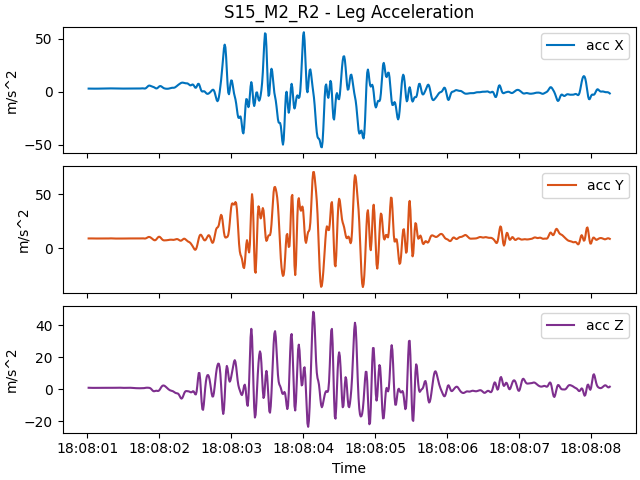 S15_M2_R2 - Leg Acceleration
50
0
−50
m/s^2
acc X
50
0
m/s^2
acc Y
40
20
0
−20
m/s^2
acc Z
18:08:01 18:08:02 18:08:03 18:08:04 18:08:05 18:08:06 18:08:07 18:08:08
Time